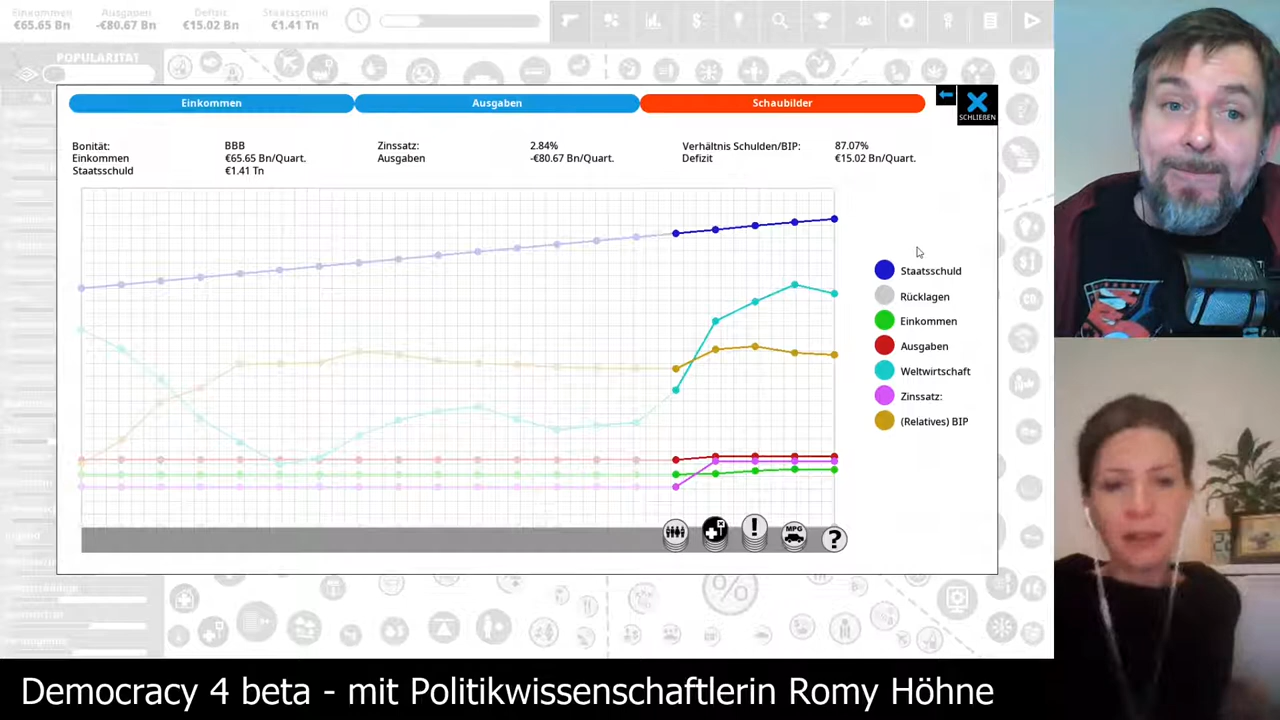 Einkommen Ausgaben Defizit Staatsschuld
€65.65 Bn -€80.67 Bn €15.02 Bn €1.41 Tn
POPULARITÄT
Einkommen Ausgaben Schaubilder
SCHLIEẞEN
Bonität: BBB Zinssatz: 2.84% Verhältnis Schulden/BIP: 87.07%
Einkommen €65.65 Bn/Quart. Ausgaben -€80.67 Bn/Quart. Defizit €15.02 Bn/Quart.
Staatsschuld €1.41 Tn
Staatsschuld
Rücklagen
Einkommen
Ausgaben
Weltwirtschaft
Zinssatz:
(Relatives) BIP
MPG
Democracy 4 beta - mit Politikwissenschaftlerin Romy Höhne